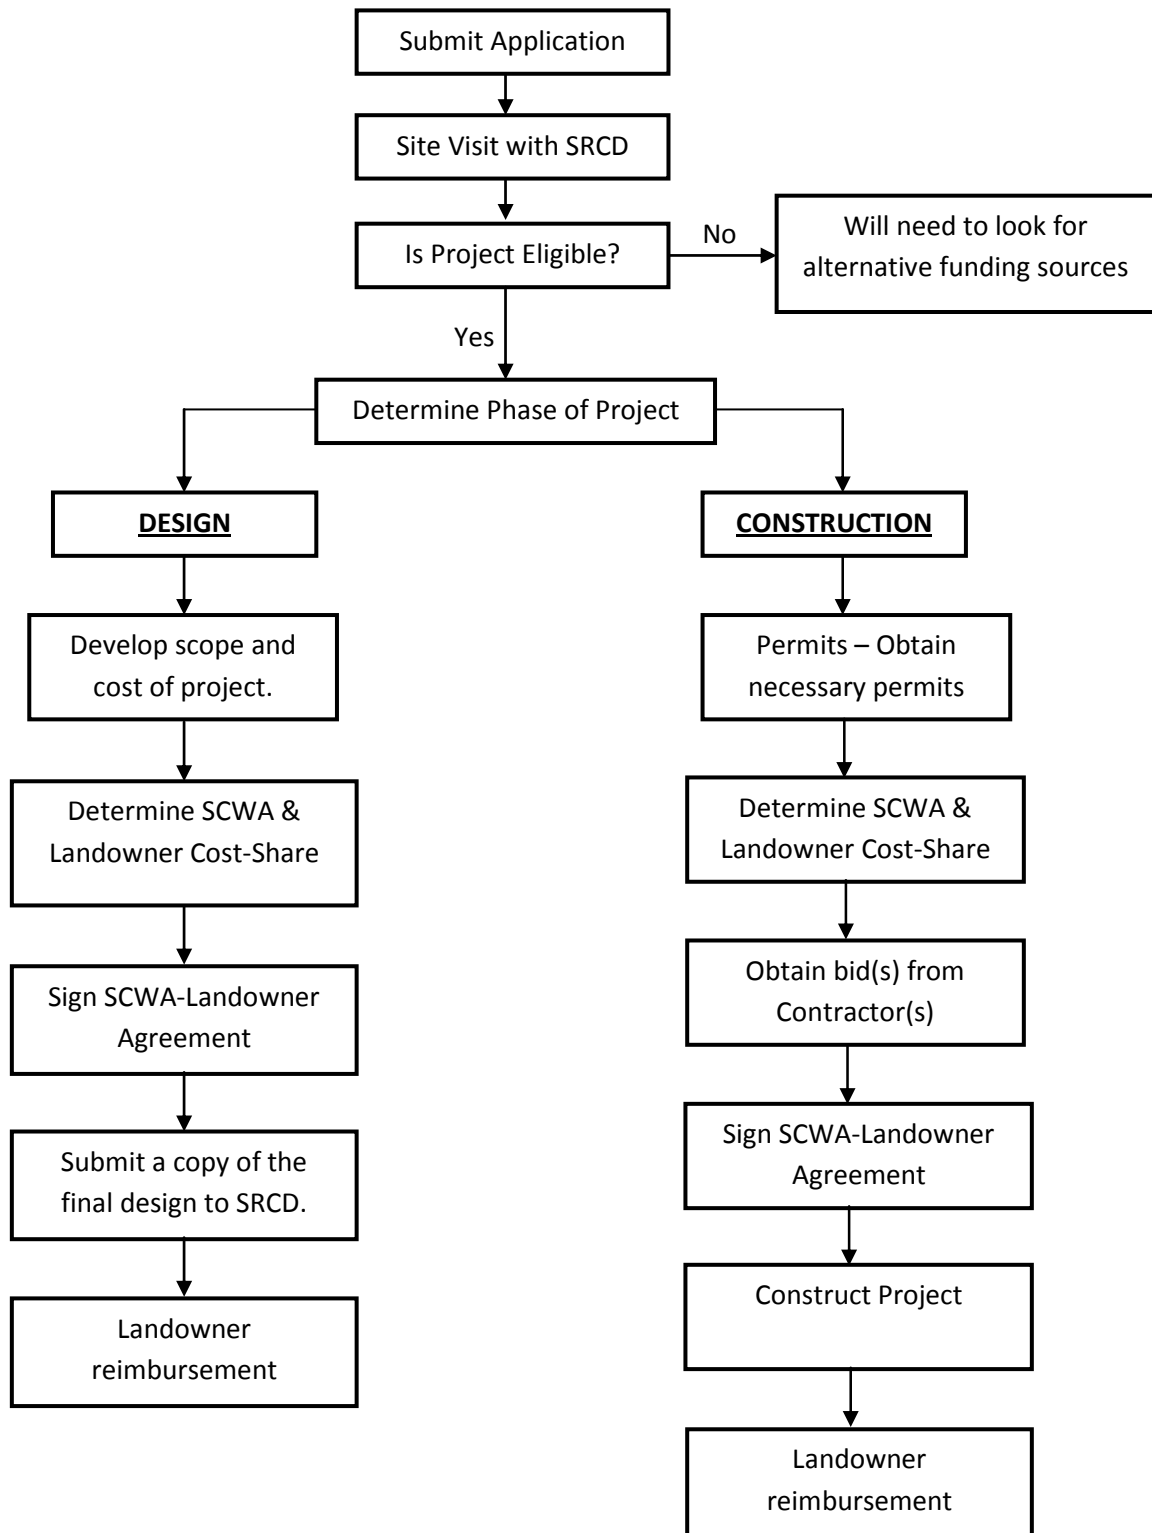 Submit Application
Site Visit with SRCD
Is Project Eligible?
No
Will need to look for
alternative funding sources
Yes
Determine Phase of Project
DESIGN
Develop scope and
cost of project.
Determine SCWA &
Landowner Cost-Share
Sign SCWA-Landowner
Agreement
Submit a copy of the
final design to SRCD.
Landowner
reimbursement
CONSTRUCTION
Permits – Obtain
necessary permits
Determine SCWA &
Landowner Cost-Share
Obtain bid(s) from
Contractor(s)
Sign SCWA-Landowner
Agreement
Construct Project
Landowner
reimbursement